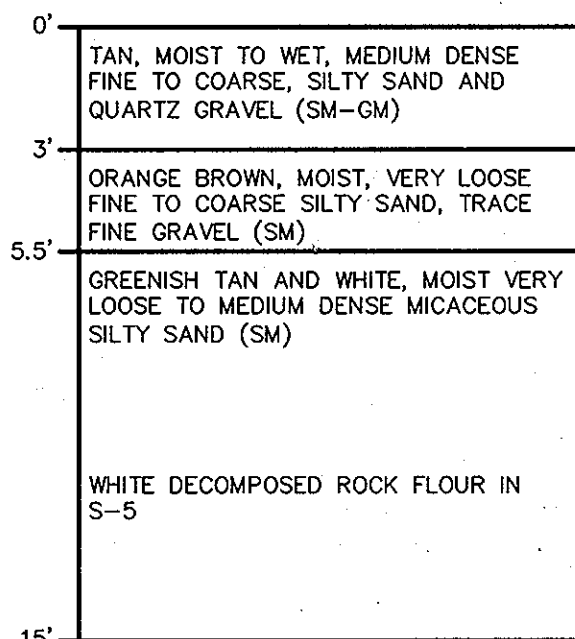 0'
TAN, MOIST TO WET, MEDIUM DENSE
FINE TO COARSE, SILTY SAND AND
QUARTZ GRAVEL (SM-GM)
3'
ORANGE BROWN, MOIST, VERY LOOSE
FINE TO COARSE SILTY SAND, TRACE
FINE GRAVEL (SM)
5.5'
GREENISH TAN AND WHITE, MOIST VERY
LOOSE TO MEDIUM DENSE MICACEOUS
SILTY SAND (SM)
WHITE DECOMPOSED ROCK FLOUR IN
S-5
15'